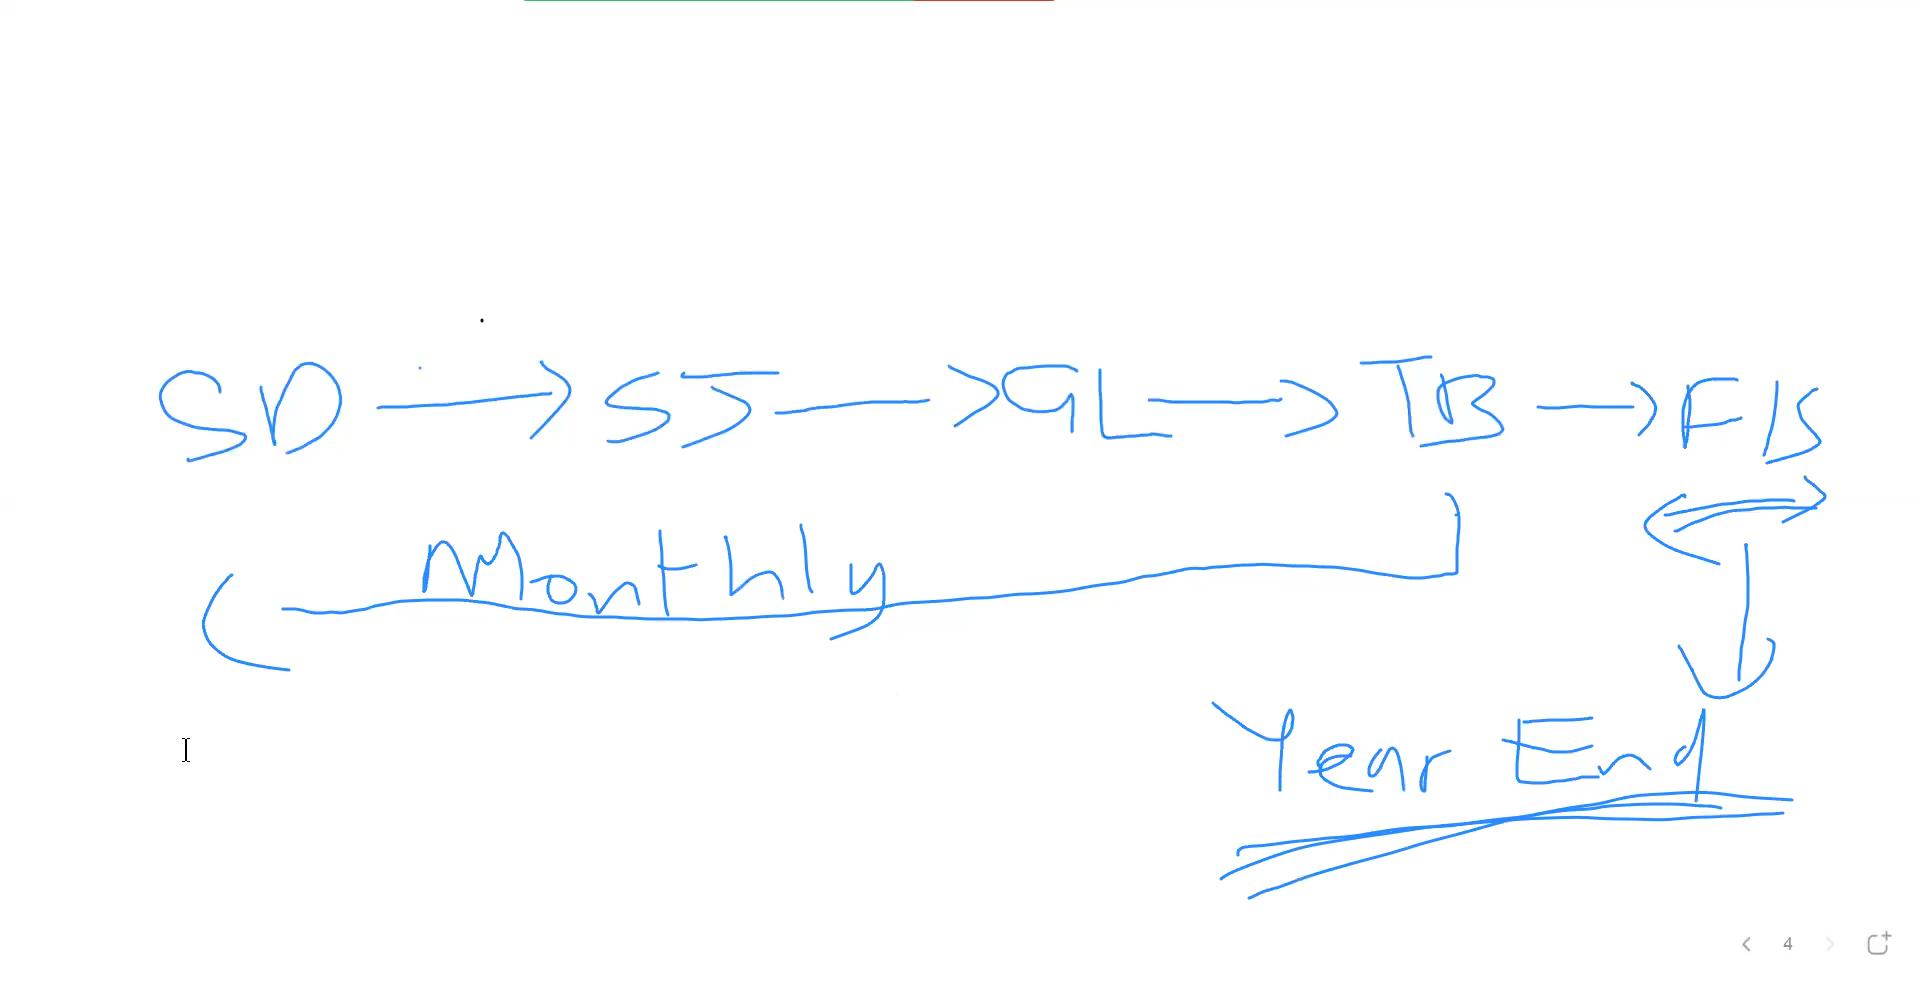 SD → SJ → GL → TB → F/S
Monthly
Year End
4